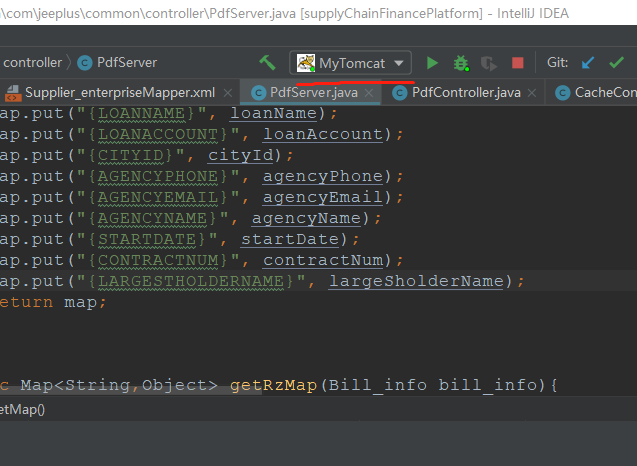 \com\jeeplus\common\controller\PdfServer.java [supplyChainFinancePlatform] - IntelliJ IDEA
controller PdfServer MyTomcat Git:
Supplier_enterpriseMapper.xml PdfServer.java PdfController.java CacheCon
ap.put("{LOANNAME}", loanName);
ap.put("{LOANACCOUNT}", loanAccount);
ap.put("{CITYID}", cityId);
ap.put("{AGENCYPHONE}", agencyPhone);
ap.put("{AGENCYEMAIL}", agencyEmail);
ap.put("{AGENCYNAME}", agencyName);
ap.put("{STARTDATE}", startDate);
ap.put("{CONTRACTNUM}", contractNum);
ap.put("{LARGESTHOLDERNAME}", largeSholderName);
eturn map;
c Map<String,Object> getRzMap(Bill_info bill_info){
etMap()